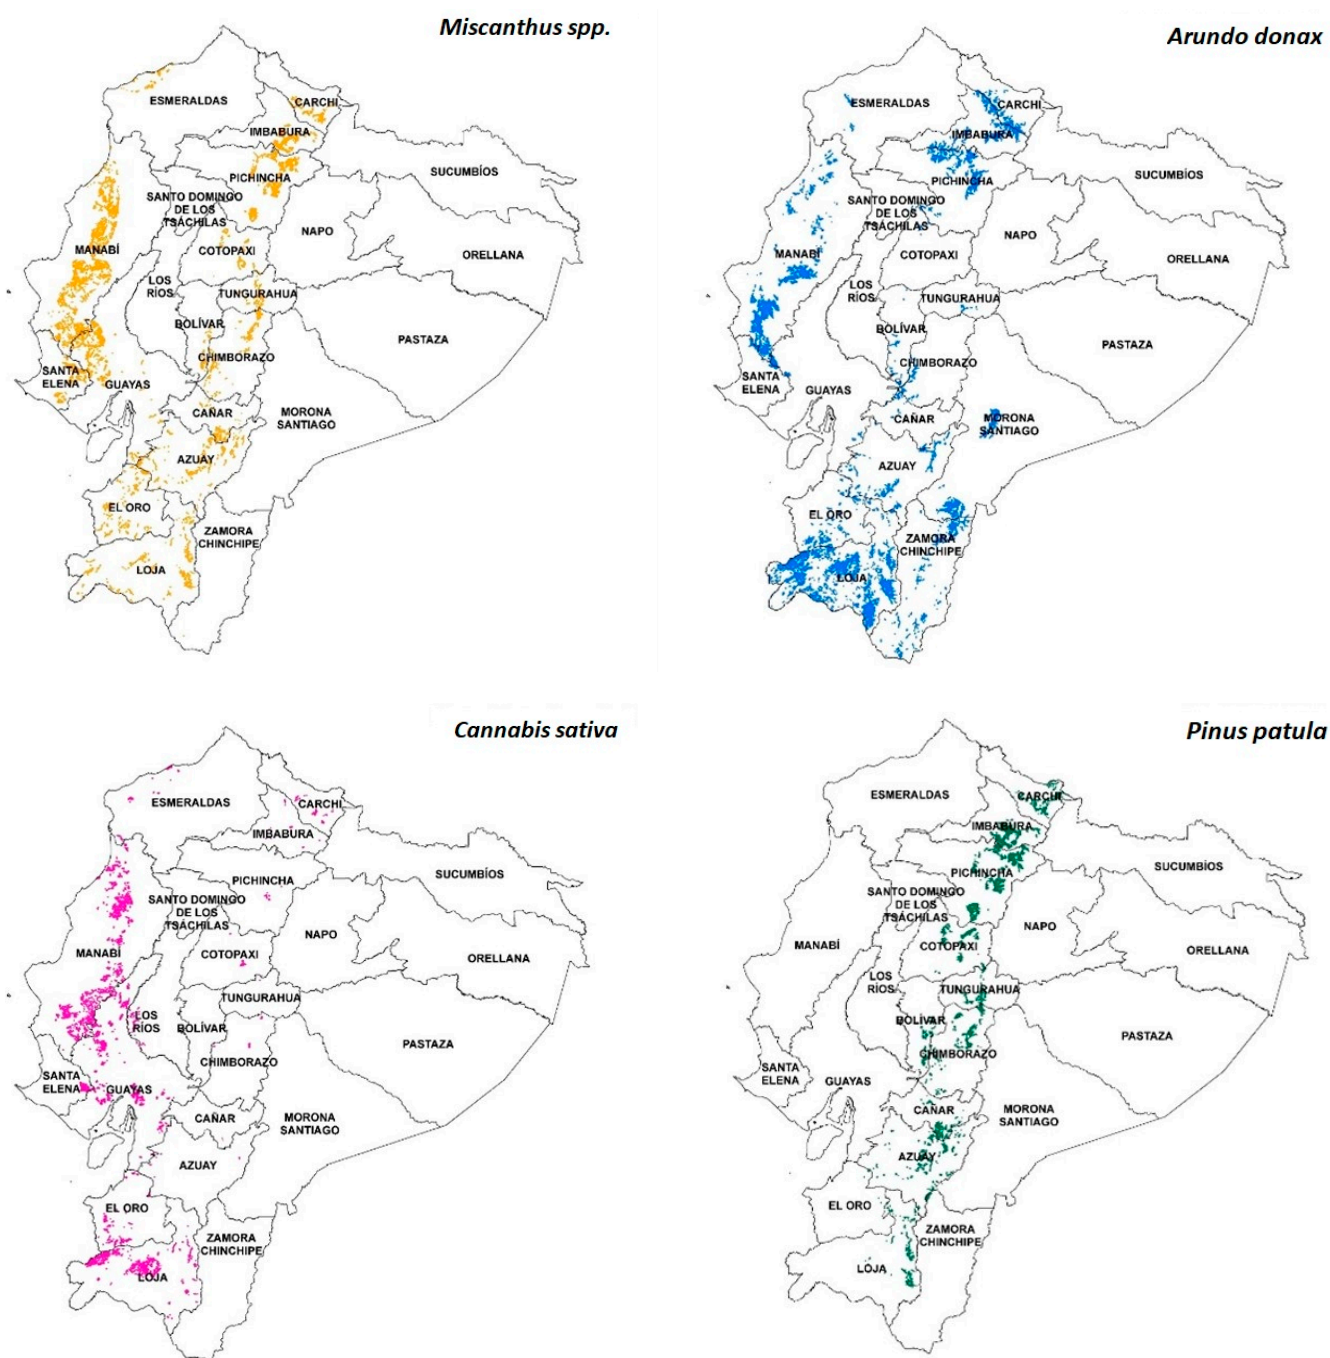 Miscanthus spp.
ESMERALDAS
CARCHI
IMBABURA
PICHINCHA
SUCUMBÍOS
SANTO DOMINGO
DE LOS
TSÁCHILAS
NAPO
MANABÍ
COTOPAXI
ORELLANA
LOS
RÍOS
TUNGURAHUA
BOLÍVAR
PASTAZA
CHIMBORAZO
SANTA
ELENA
GUAYAS
CAÑAR
MORONA
SANTIAGO
AZUAY
EL ORO
ZAMORA
CHINCHIPE
LOJA
Arundo donax
ESMERALDAS
CARCHI
IMBABURA
PICHINCHA
SUCUMBÍOS
SANTO DOMINGO
DE LOS
TSÁCHILAS
NAPO
MANABÍ
COTOPAXI
ORELLANA
LOS
RÍOS
TUNGURAHUA
BOLÍVAR
PASTAZA
CHIMBORAZO
SANTA
ELENA
GUAYAS
CAÑAR
MORONA
SANTIAGO
AZUAY
EL ORO
ZAMORA
CHINCHIPE
LOJA
Cannabis sativa
ESMERALDAS
CARCHI
IMBABURA
PICHINCHA
SUCUMBÍOS
SANTO DOMINGO
DE LOS
TSÁCHILAS
NAPO
MANABÍ
COTOPAXI
ORELLANA
LOS
RÍOS
TUNGURAHUA
BOLÍVAR
PASTAZA
CHIMBORAZO
SANTA
ELENA
GUAYAS
CAÑAR
MORONA
SANTIAGO
AZUAY
EL ORO
ZAMORA
CHINCHIPE
LOJA
Pinus patula
ESMERALDAS
CARCHI
IMBABURA
PICHINCHA
SUCUMBÍOS
SANTO DOMINGO
DE LOS
TSÁCHILAS
NAPO
MANABÍ
COTOPAXI
ORELLANA
LOS
RÍOS
TUNGURAHUA
BOLÍVAR
PASTAZA
CHIMBORAZO
SANTA
ELENA
GUAYAS
CAÑAR
MORONA
SANTIAGO
AZUAY
EL ORO
ZAMORA
CHINCHIPE
LOJA